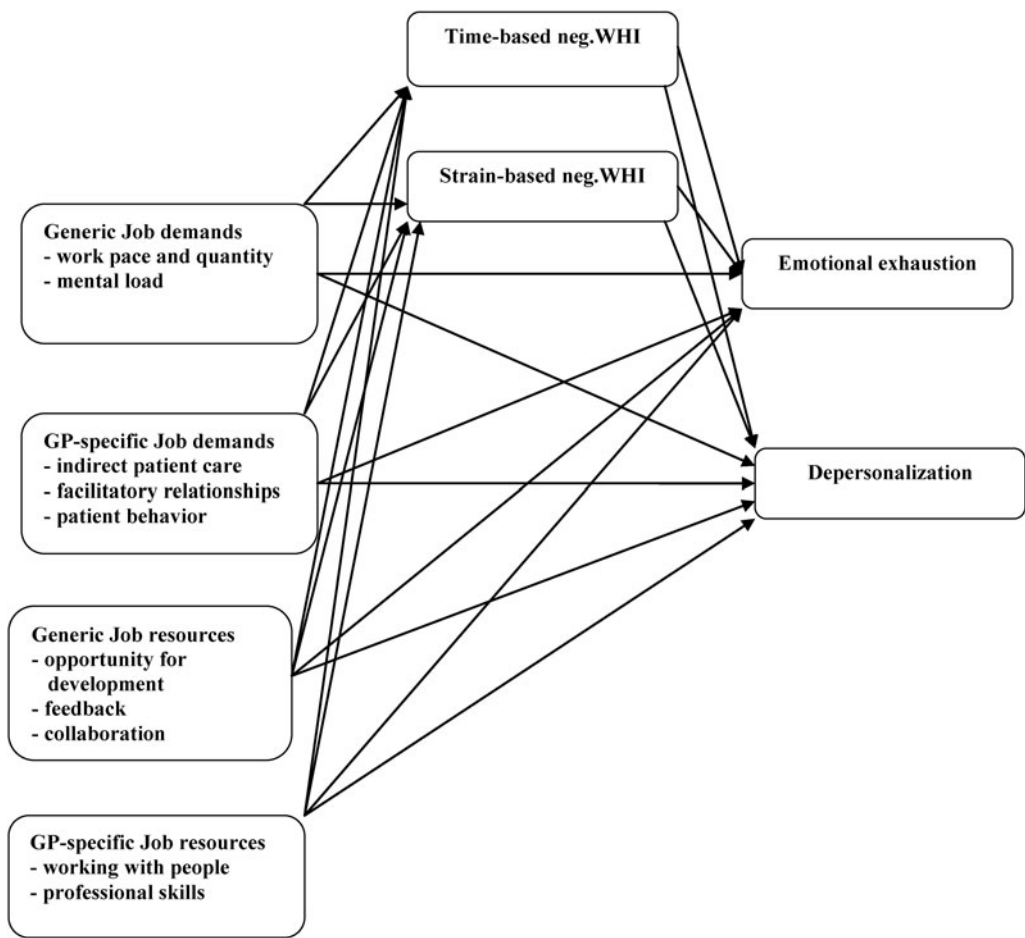 Time-based neg.WHI
Strain-based neg.WHI
Generic Job demands
- work pace and quantity
- mental load
Emotional exhaustion
GP-specific Job demands
- indirect patient care
- facilitatory relationships
- patient behavior
Depersonalization
Generic Job resources
- opportunity for
development
- feedback
- collaboration
GP-specific Job resources
- working with people
- professional skills